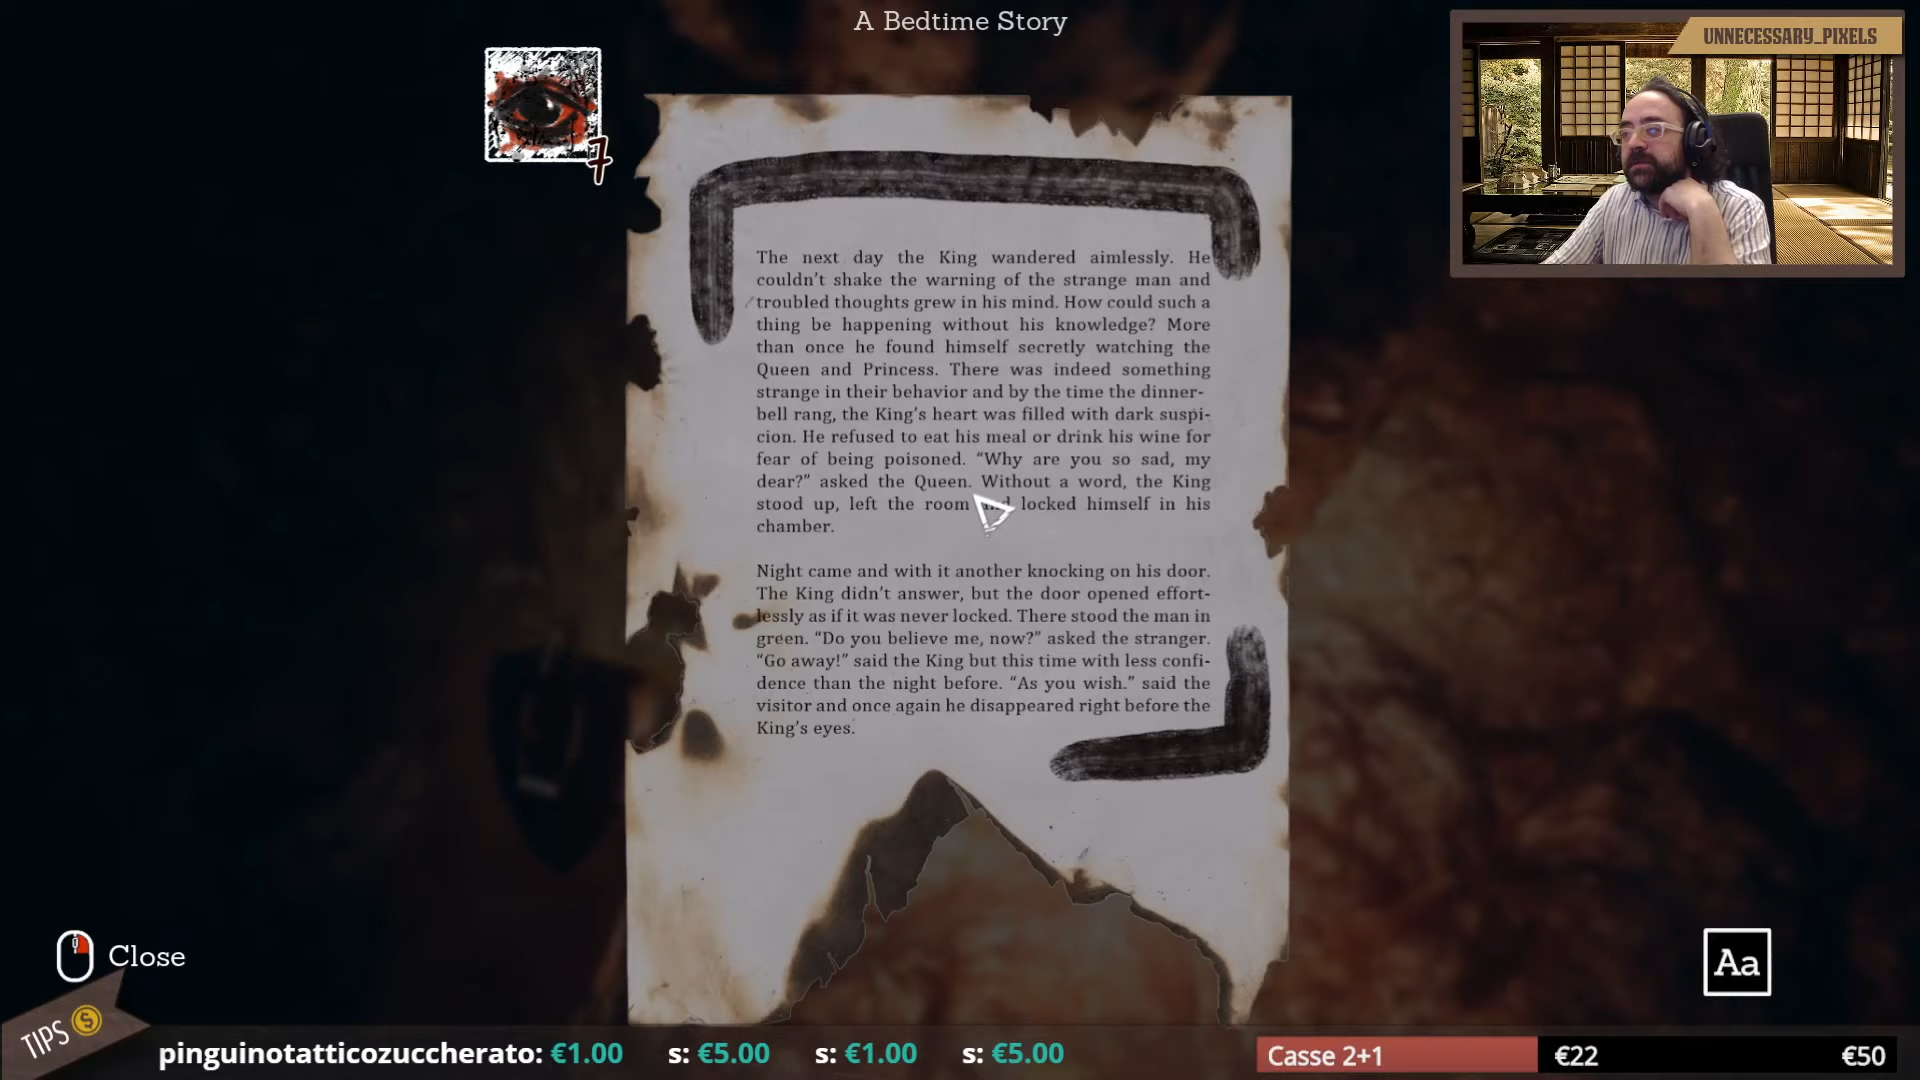 A Bedtime Story
UNNECESSARY_PIXELS
7
The next day the King wandered aimlessly. He
couldn't shake the warning of the strange man and
troubled thoughts grew in his mind. How could such a
thing be happening without his knowledge? More
than once he found himself secretly watching the
Queen and Princess. There was indeed something
strange in their behavior and by the time the dinner-
bell rang, the King's heart was filled with dark suspi-
cion. He refused to eat his meal or drink his wine for
fear of being poisoned. “Why are you so sad, my
dear?” asked the Queen. Without a word, the King
stood up, left the room locked himself in his
chamber.
Night came and with it another knocking on his door.
The King didn't answer, but the door opened effort-
lessly as if it was never locked. There stood the man in
green. “Do you believe me, now?” asked the stranger.
“Go away!” said the King but this time with less confi-
dence than the night before. “As you wish.” said the
visitor and once again he disappeared right before the
King's eyes.
Close
Aa
TIPS
pinguinotatticozuccherato: €1.00 s: €5.00 s: €1.00 s: €5.00
Casse 2+1 €22 €50